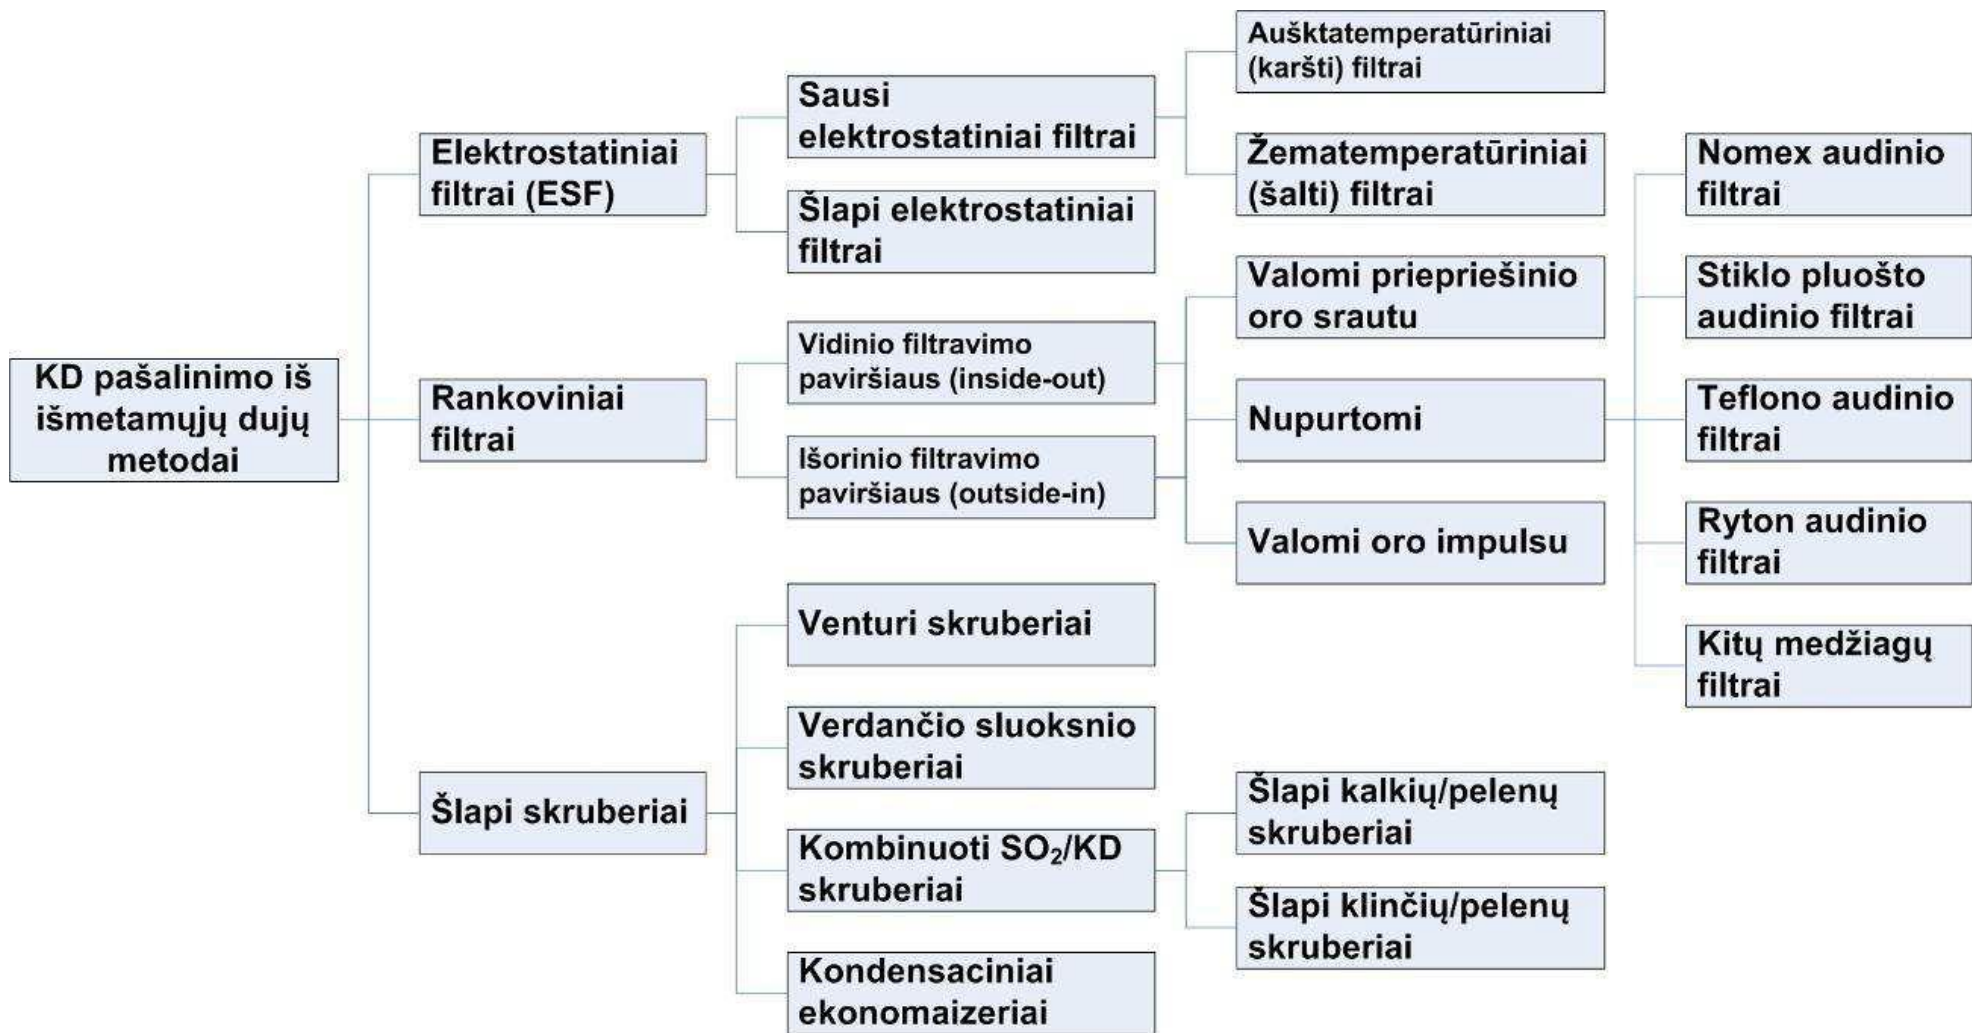 KD pašalinimo iš
išmetamųjų dujų
metodai
Elektrostatiniai
filtrai (ESF)
Rankoviniai
filtrai
Šlapi skruberiai
Sausi
elektrostatiniai filtrai
Šlapi elektrostatiniai
filtrai
Vidinio filtravimo
paviršiaus (inside-out)
Išorinio filtravimo
paviršiaus (outside-in)
Venturi skruberiai
Verdančio sluoksnio
skruberiai
Kombinuoti SO₂/KD
skruberiai
Kondensaciniai
ekonomaizeriai
Aušktatemperatūriniai
(karšti) filtrai
Žematemperatūriniai
(šalti) filtrai
Valomi priepriešinio
oro srautu
Nupurtomi
Valomi oro impulsu
Šlapi kalkių/pelenų
skruberiai
Šlapi klinčių/pelenų
skruberiai
Nomex audinio
filtrai
Stiklo pluošto
audinio filtrai
Teflono audinio
filtrai
Ryton audinio
filtrai
Kitų medžiagų
filtrai